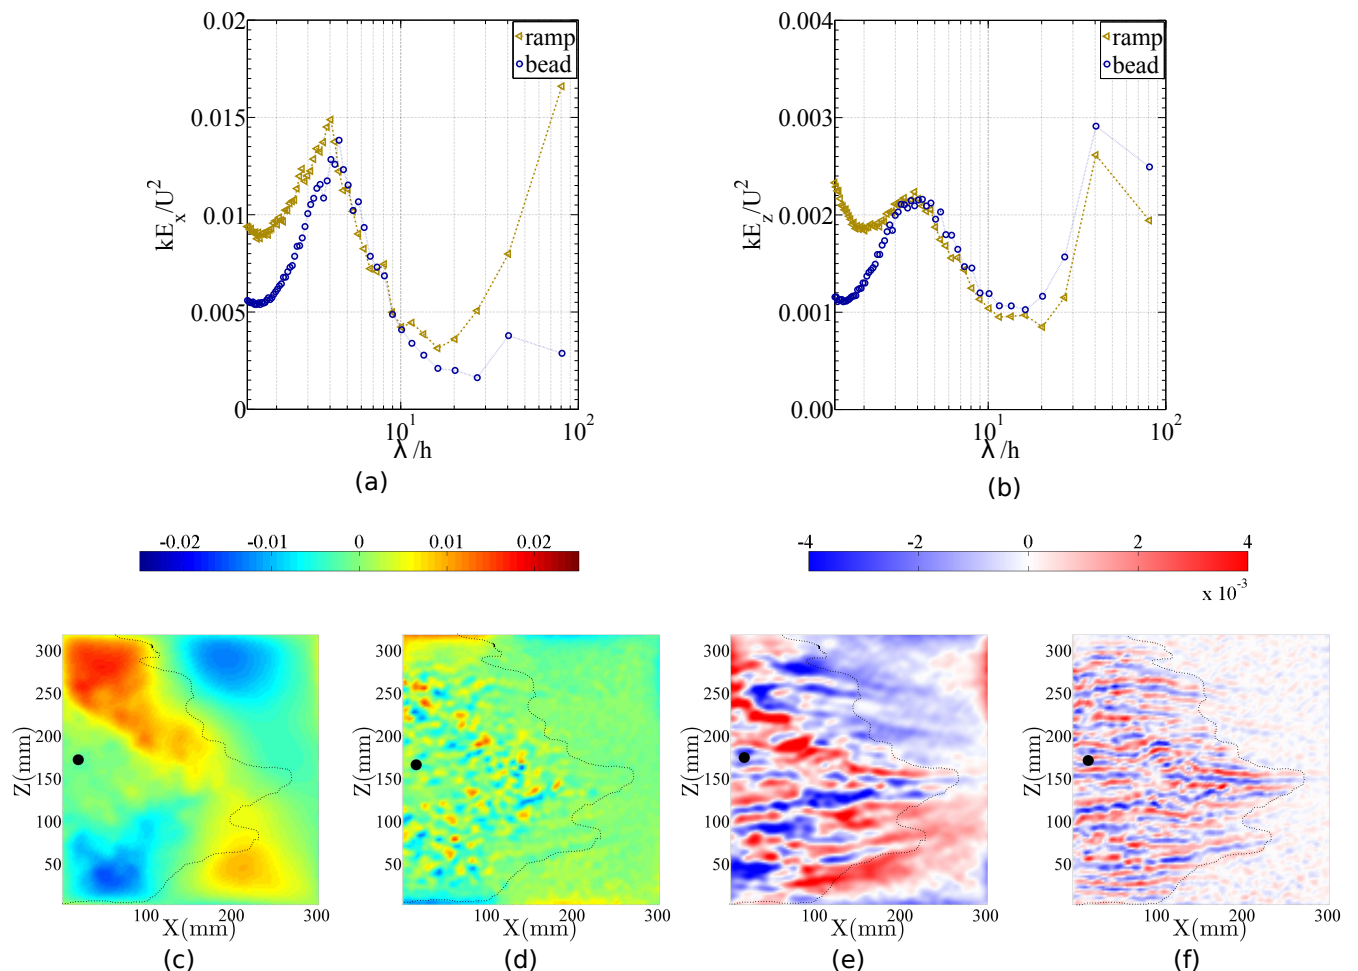 0.02
0.015
0.01
0.005
0
kE_x/U^2
ramp
bead
10^1
10^2
λ/h
(a)
0.004
0.003
0.002
0.001
0.00
kE_z/U^2
ramp
bead
10^1
10^2
λ/h
(b)
-0.02 -0.01 0 0.01 0.02
-4 -2 0 2 4
x 10^-3
300
250
200
150
100
50
Z(mm)
100 200 300
X(mm)
(c)
300
250
200
150
100
50
Z(mm)
100 200 300
X(mm)
(d)
300
250
200
150
100
50
Z(mm)
100 200 300
X(mm)
(e)
300
250
200
150
100
50
Z(mm)
100 200 300
X(mm)
(f)